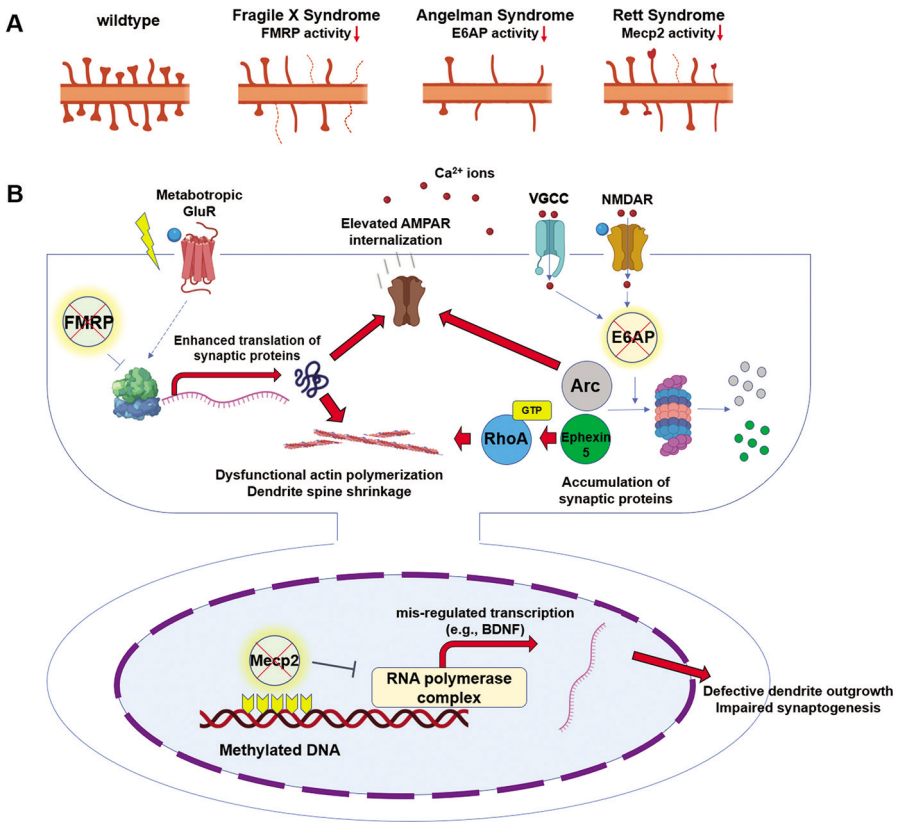 A
wildtype
Fragile X Syndrome
FMRP activity↓
Angelman Syndrome
E6AP activity↓
Rett Syndrome
Mecp2 activity↓
B
Metabotropic
GluR
Ca²⁺ ions
Elevated AMPAR
internalization
VGCC
NMDAR
FMRP
E6AP
Enhanced translation of
synaptic proteins
Arc
GTP
RhoA
Ephexin
5
Dysfunctional actin polymerization
Dendrite spine shrinkage
Accumulation of
synaptic proteins
mis-regulated transcription
(e.g., BDNF)
Mecp2
RNA polymerase
complex
Defective dendrite outgrowth
Impaired synaptogenesis
Methylated DNA